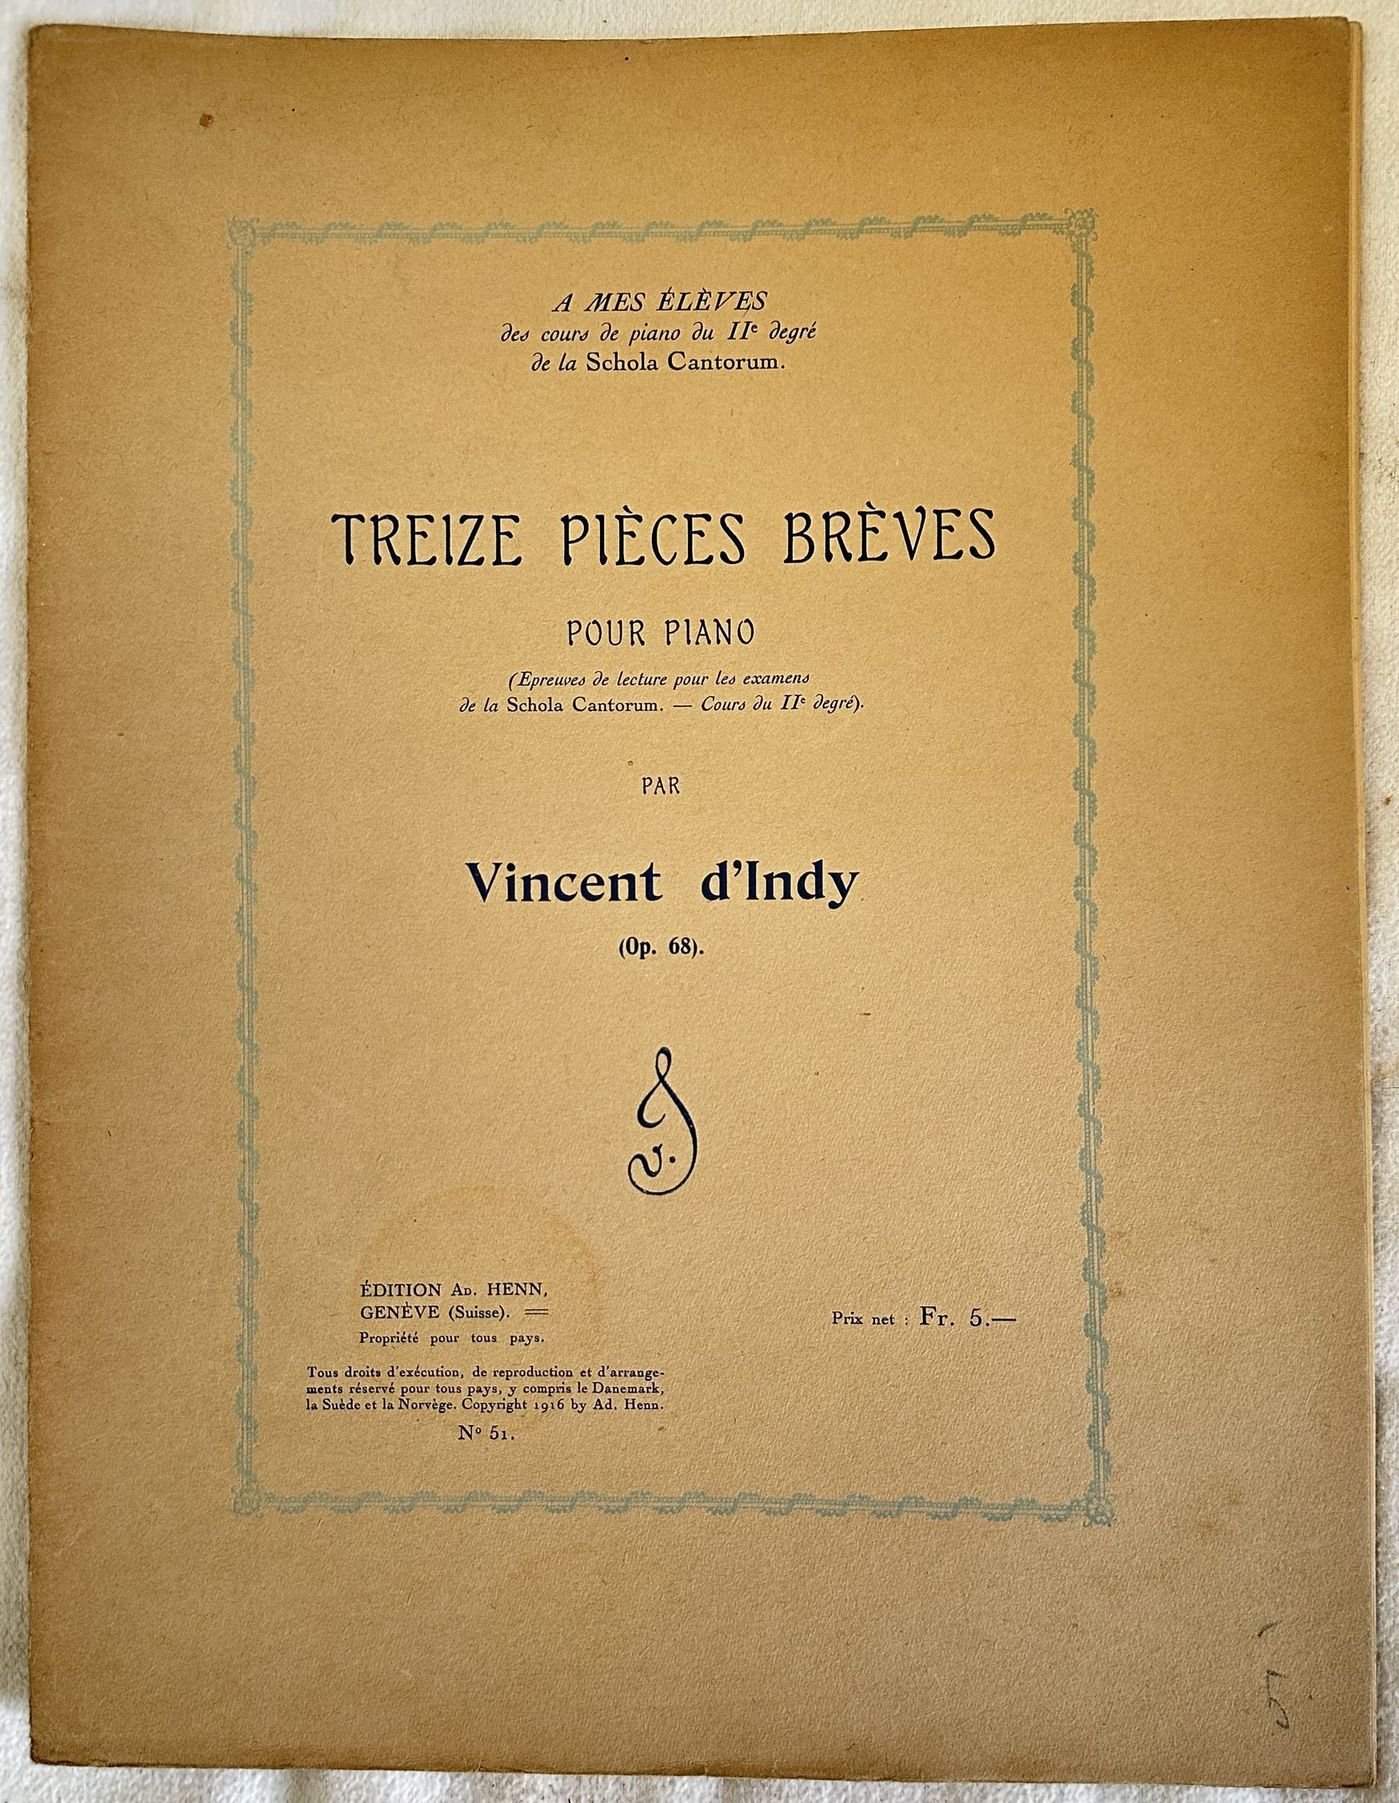 A MES ÉLÈVES
des cours de piano du IIe degré
de la Schola Cantorum.
TREIZE PIÈCES BRÈVES
POUR PIANO
(Epreuves de lecture pour les examens
de la Schola Cantorum. — Cours du IIe degré).
PAR
Vincent d'Indy
(Op. 68).
v.
ÉDITION AD. HENN,
GENÈVE (Suisse).
Propriété pour tous pays.
Prix net : Fr. 5.—
Tous droits d'exécution, de reproduction et d'arrange-
ments réservé pour tous pays, y compris le Danemark,
la Suède et la Norvège. Copyright 1916 by Ad. Henn.
No 51.